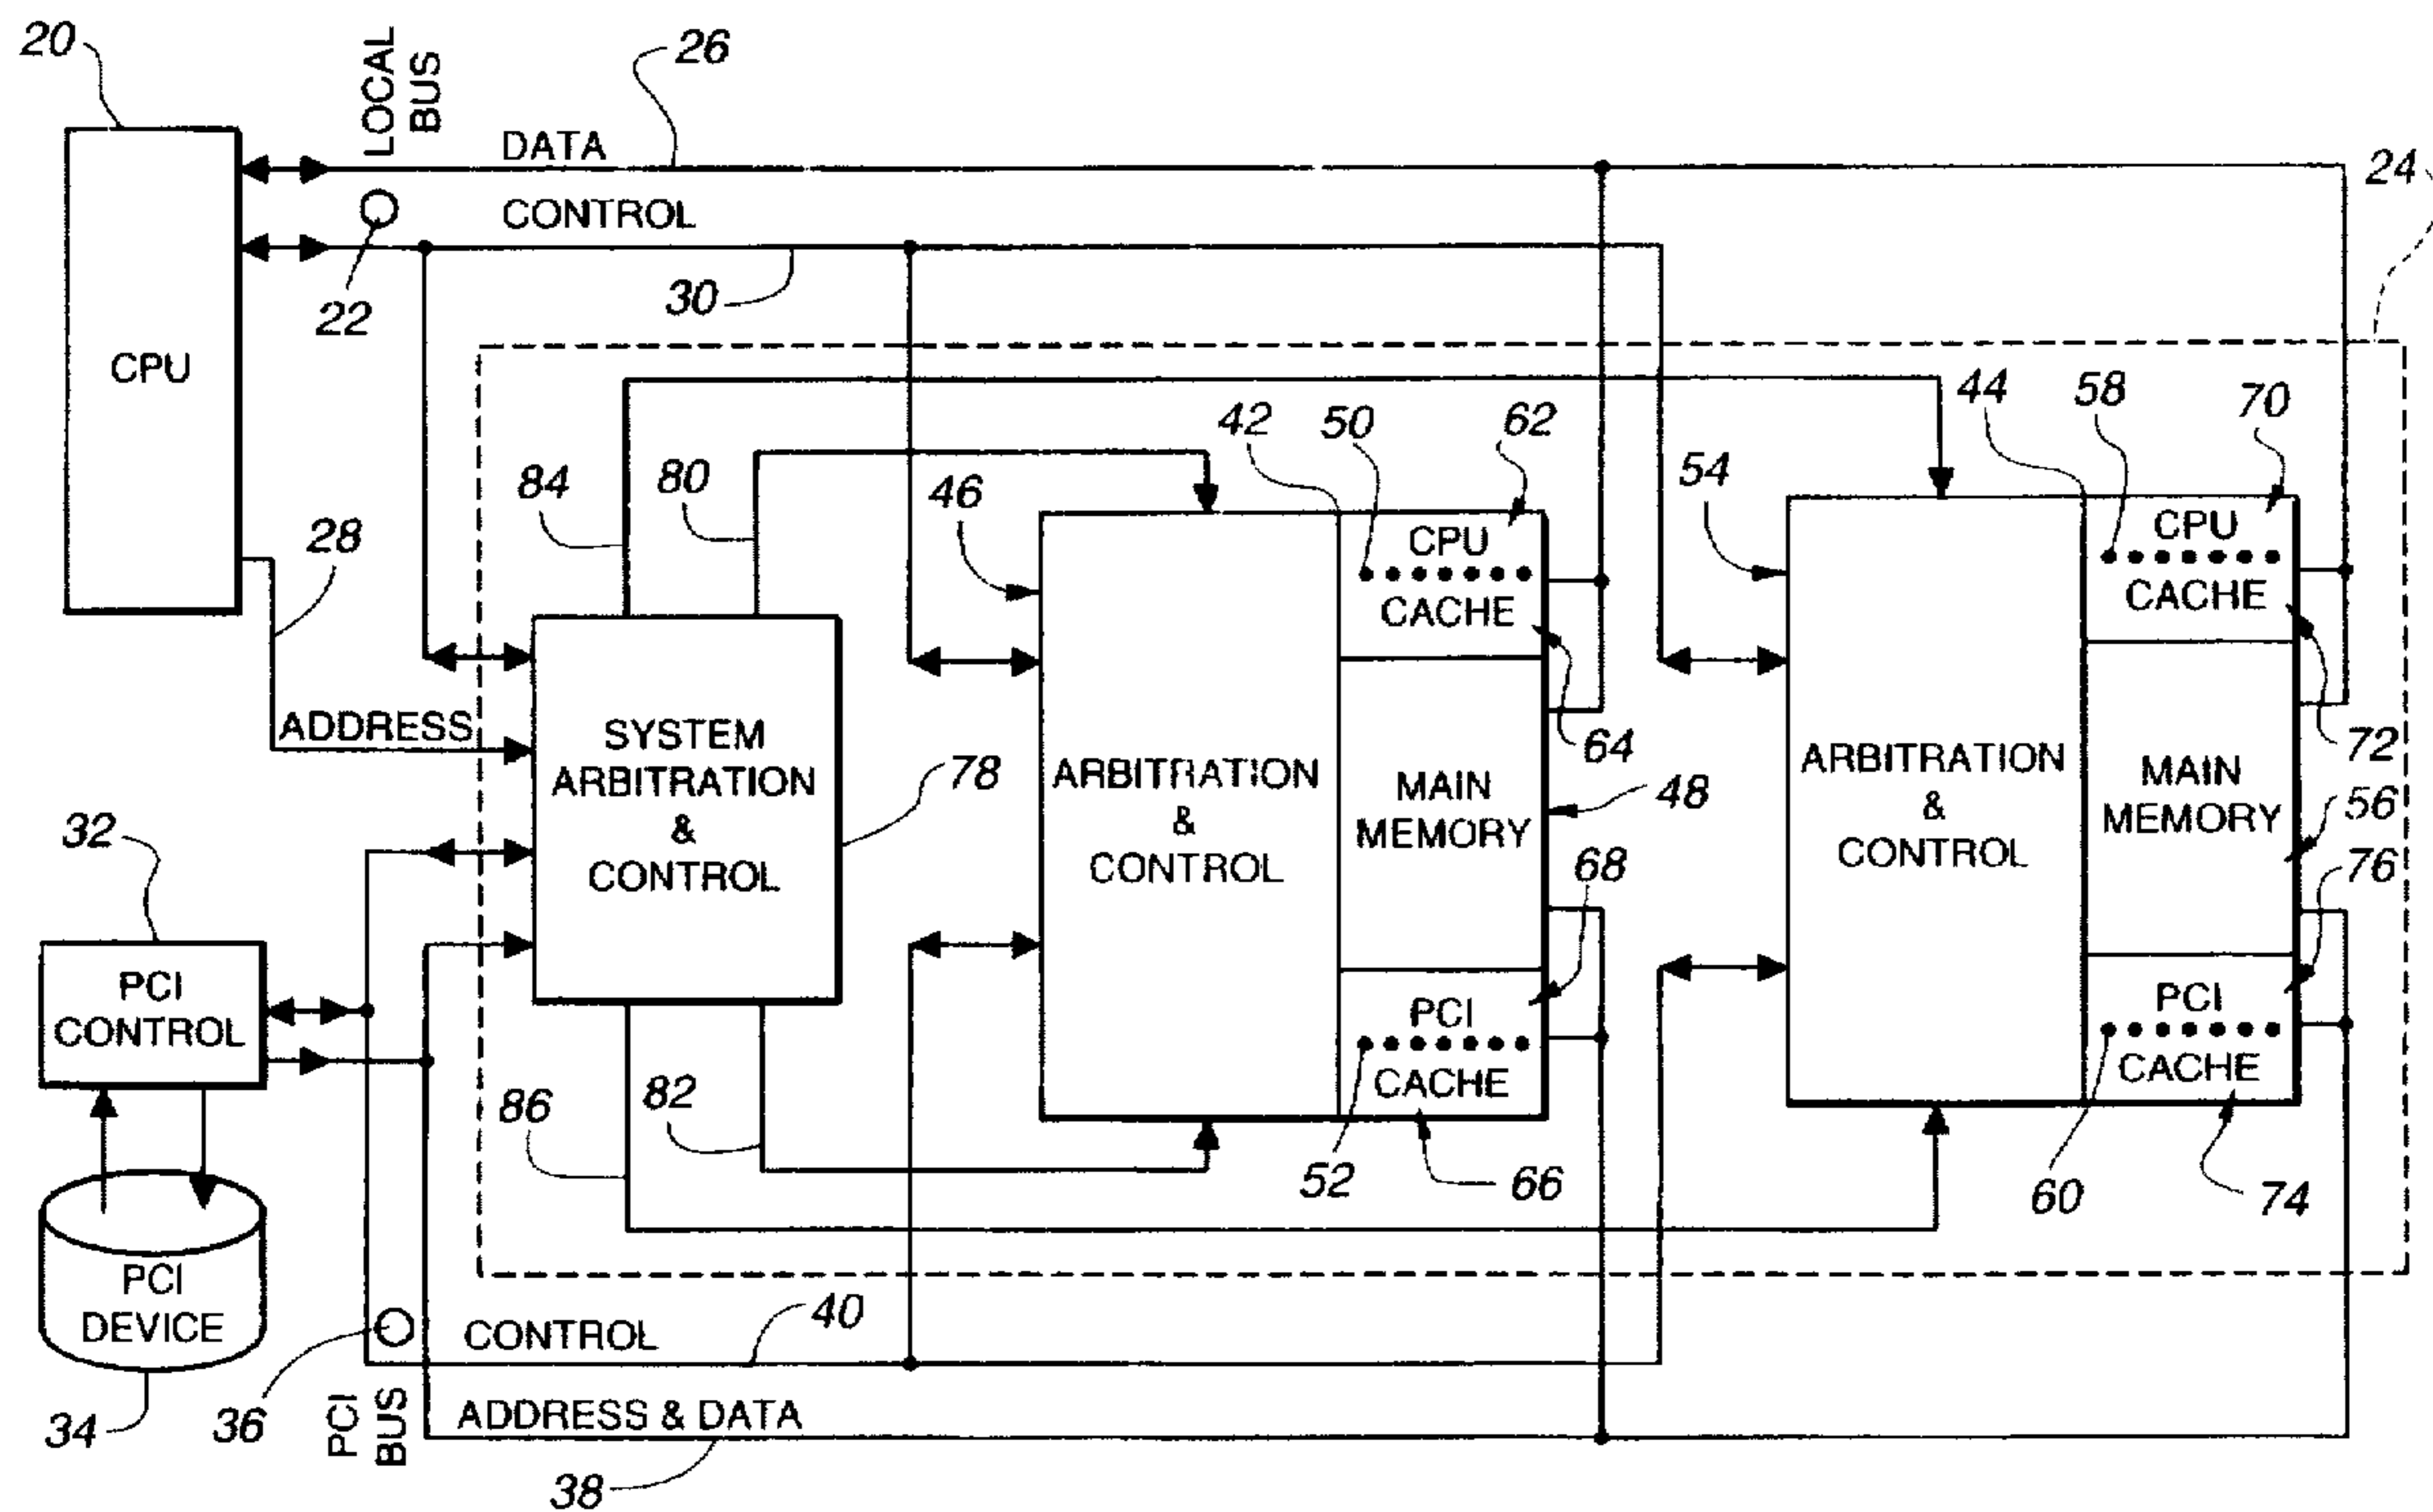 20
LOCAL
BUS
26
DATA
24
CONTROL
22
30
CPU
44
58
70
42
50
62
84
80
46
54
28
CPU
CACHE
CPU
CACHE
ADDRESS
SYSTEM
ARBITRATION
&
CONTROL
78
ARBITRATION
&
CONTROL
MAIN
MEMORY
64
48
68
ARBITRATION
&
CONTROL
MAIN
MEMORY
72
56
76
32
PCI
CONTROL
PCI
CACHE
PCI
CACHE
86
82
52
66
60
74
PCI
DEVICE
34
36
PCI
BUS
CONTROL
40
ADDRESS & DATA
38